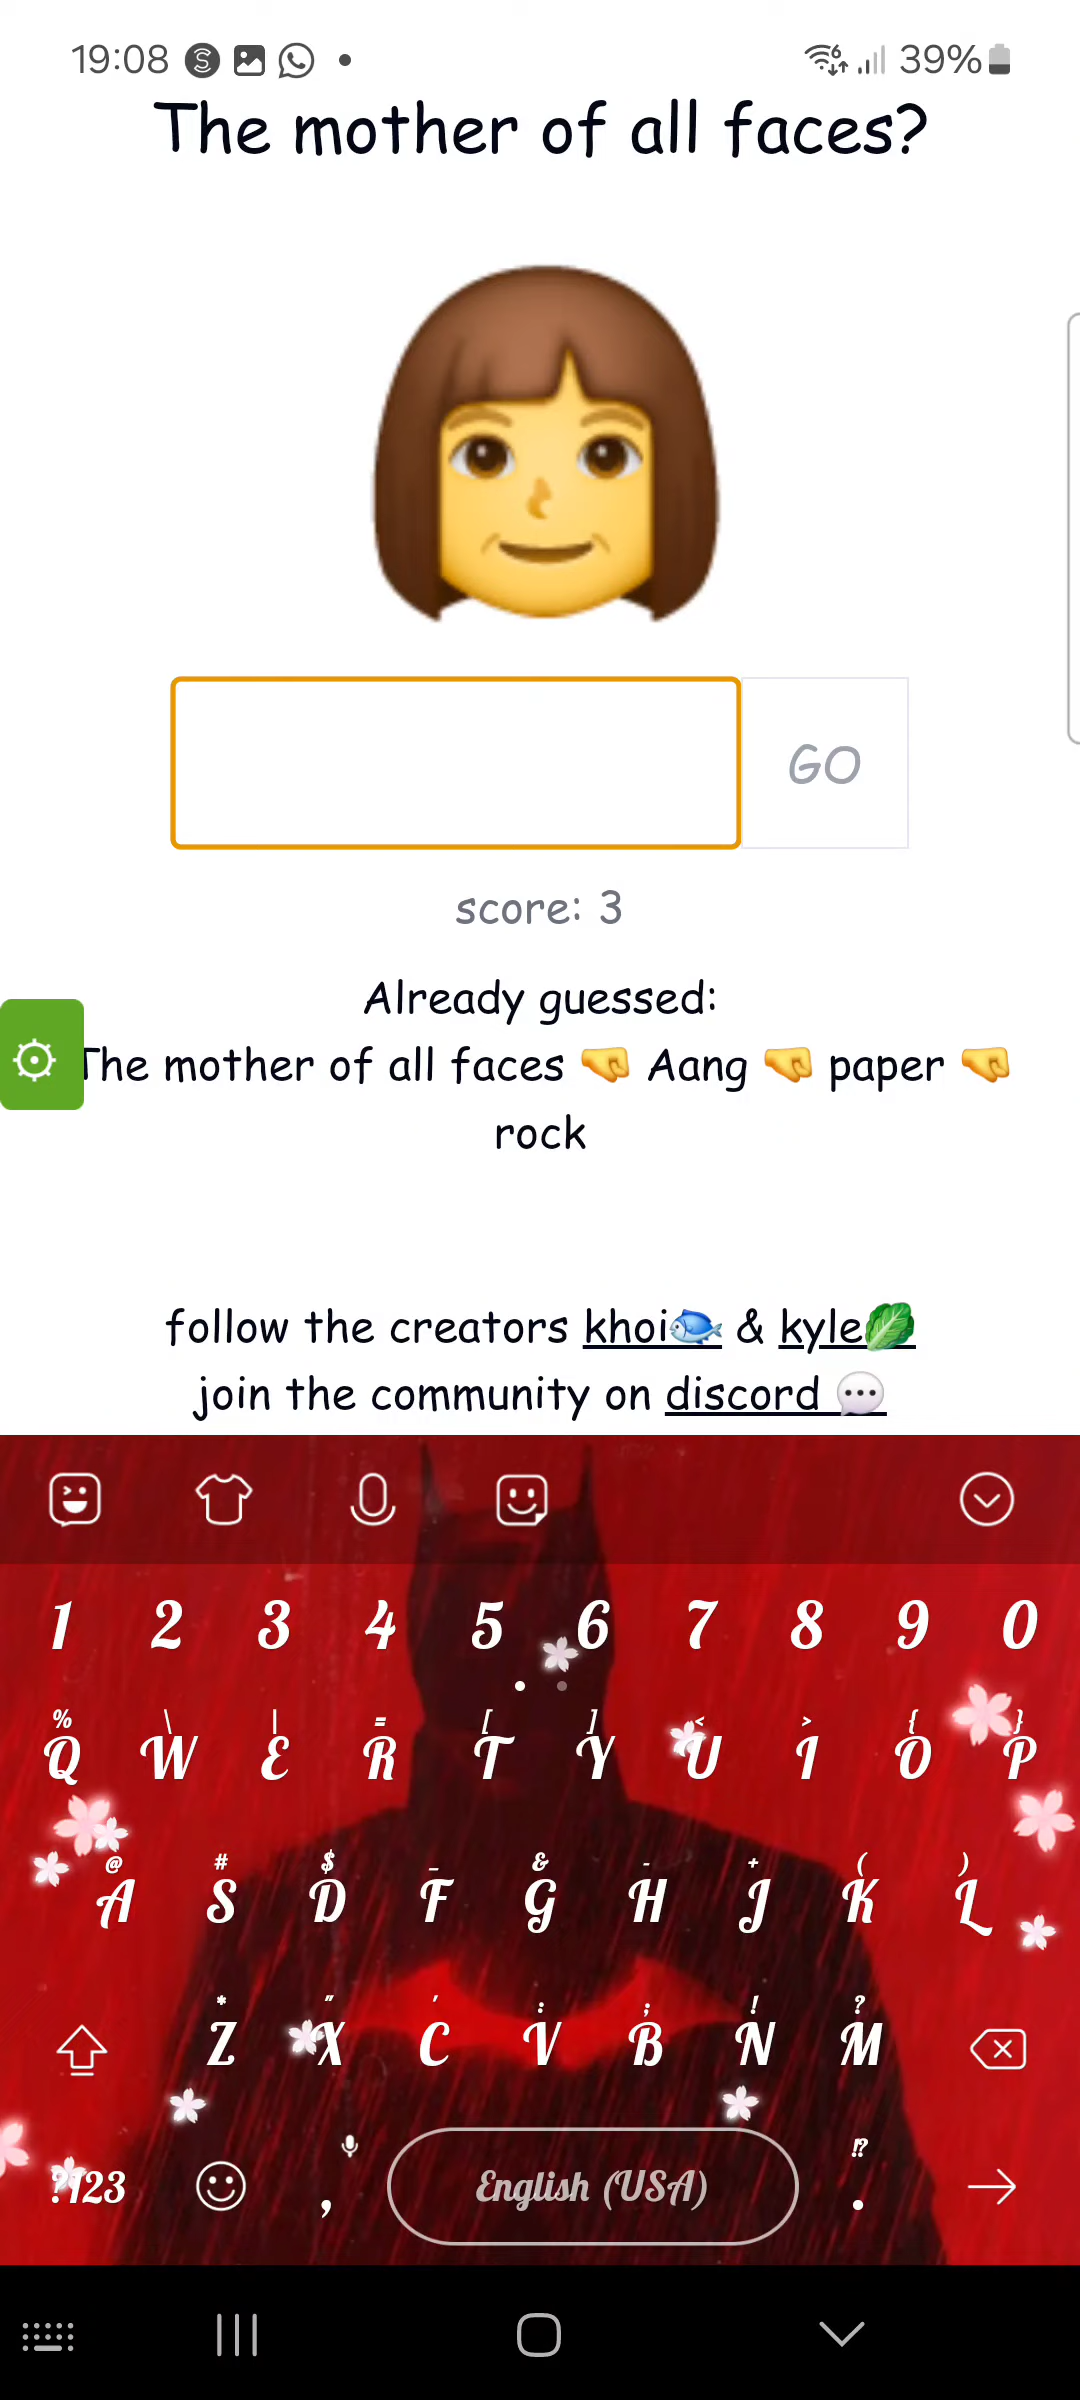 19:08 39%
The mother of all faces?
GO
score: 3
Already guessed:
The mother of all faces 🤜 Aang 🤜 paper 🤜
rock
follow the creators khoi🐟 & kyle🥬
join the community on discord 💬
1 2 3 4 5 6 7 8 9 0
% \ | = [ ] < > { }
Q W E R T Y U I O P
@ # $ _ & - + ( )
A S D F G H J K L
* " ' : ; ! ?
Z X C V B N M
?123 , English (USA) !? .